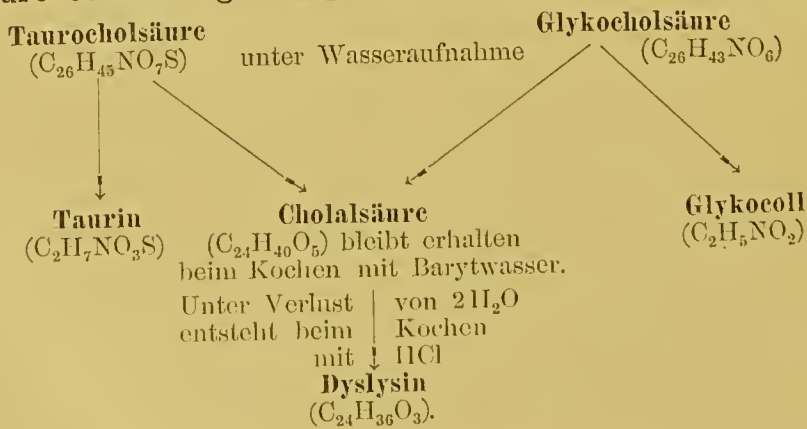 Taurocholsäure Glykocholsäure
(C₂₆H₄₅NO₇S) unter Wasseraufnahme (C₂₆H₄₃NO₆)
Taurin Cholalsäure Glykocoll
(C₂H₇NO₃S) (C₂₄H₄₀O₅) bleibt erhalten (C₂H₅NO₂)
beim Kochen mit Barytwasser.
Unter Verlust von 2H₂O
entsteht beim Kochen
mit HCl
Dyslysin
(C₂₄H₃₆O₃).